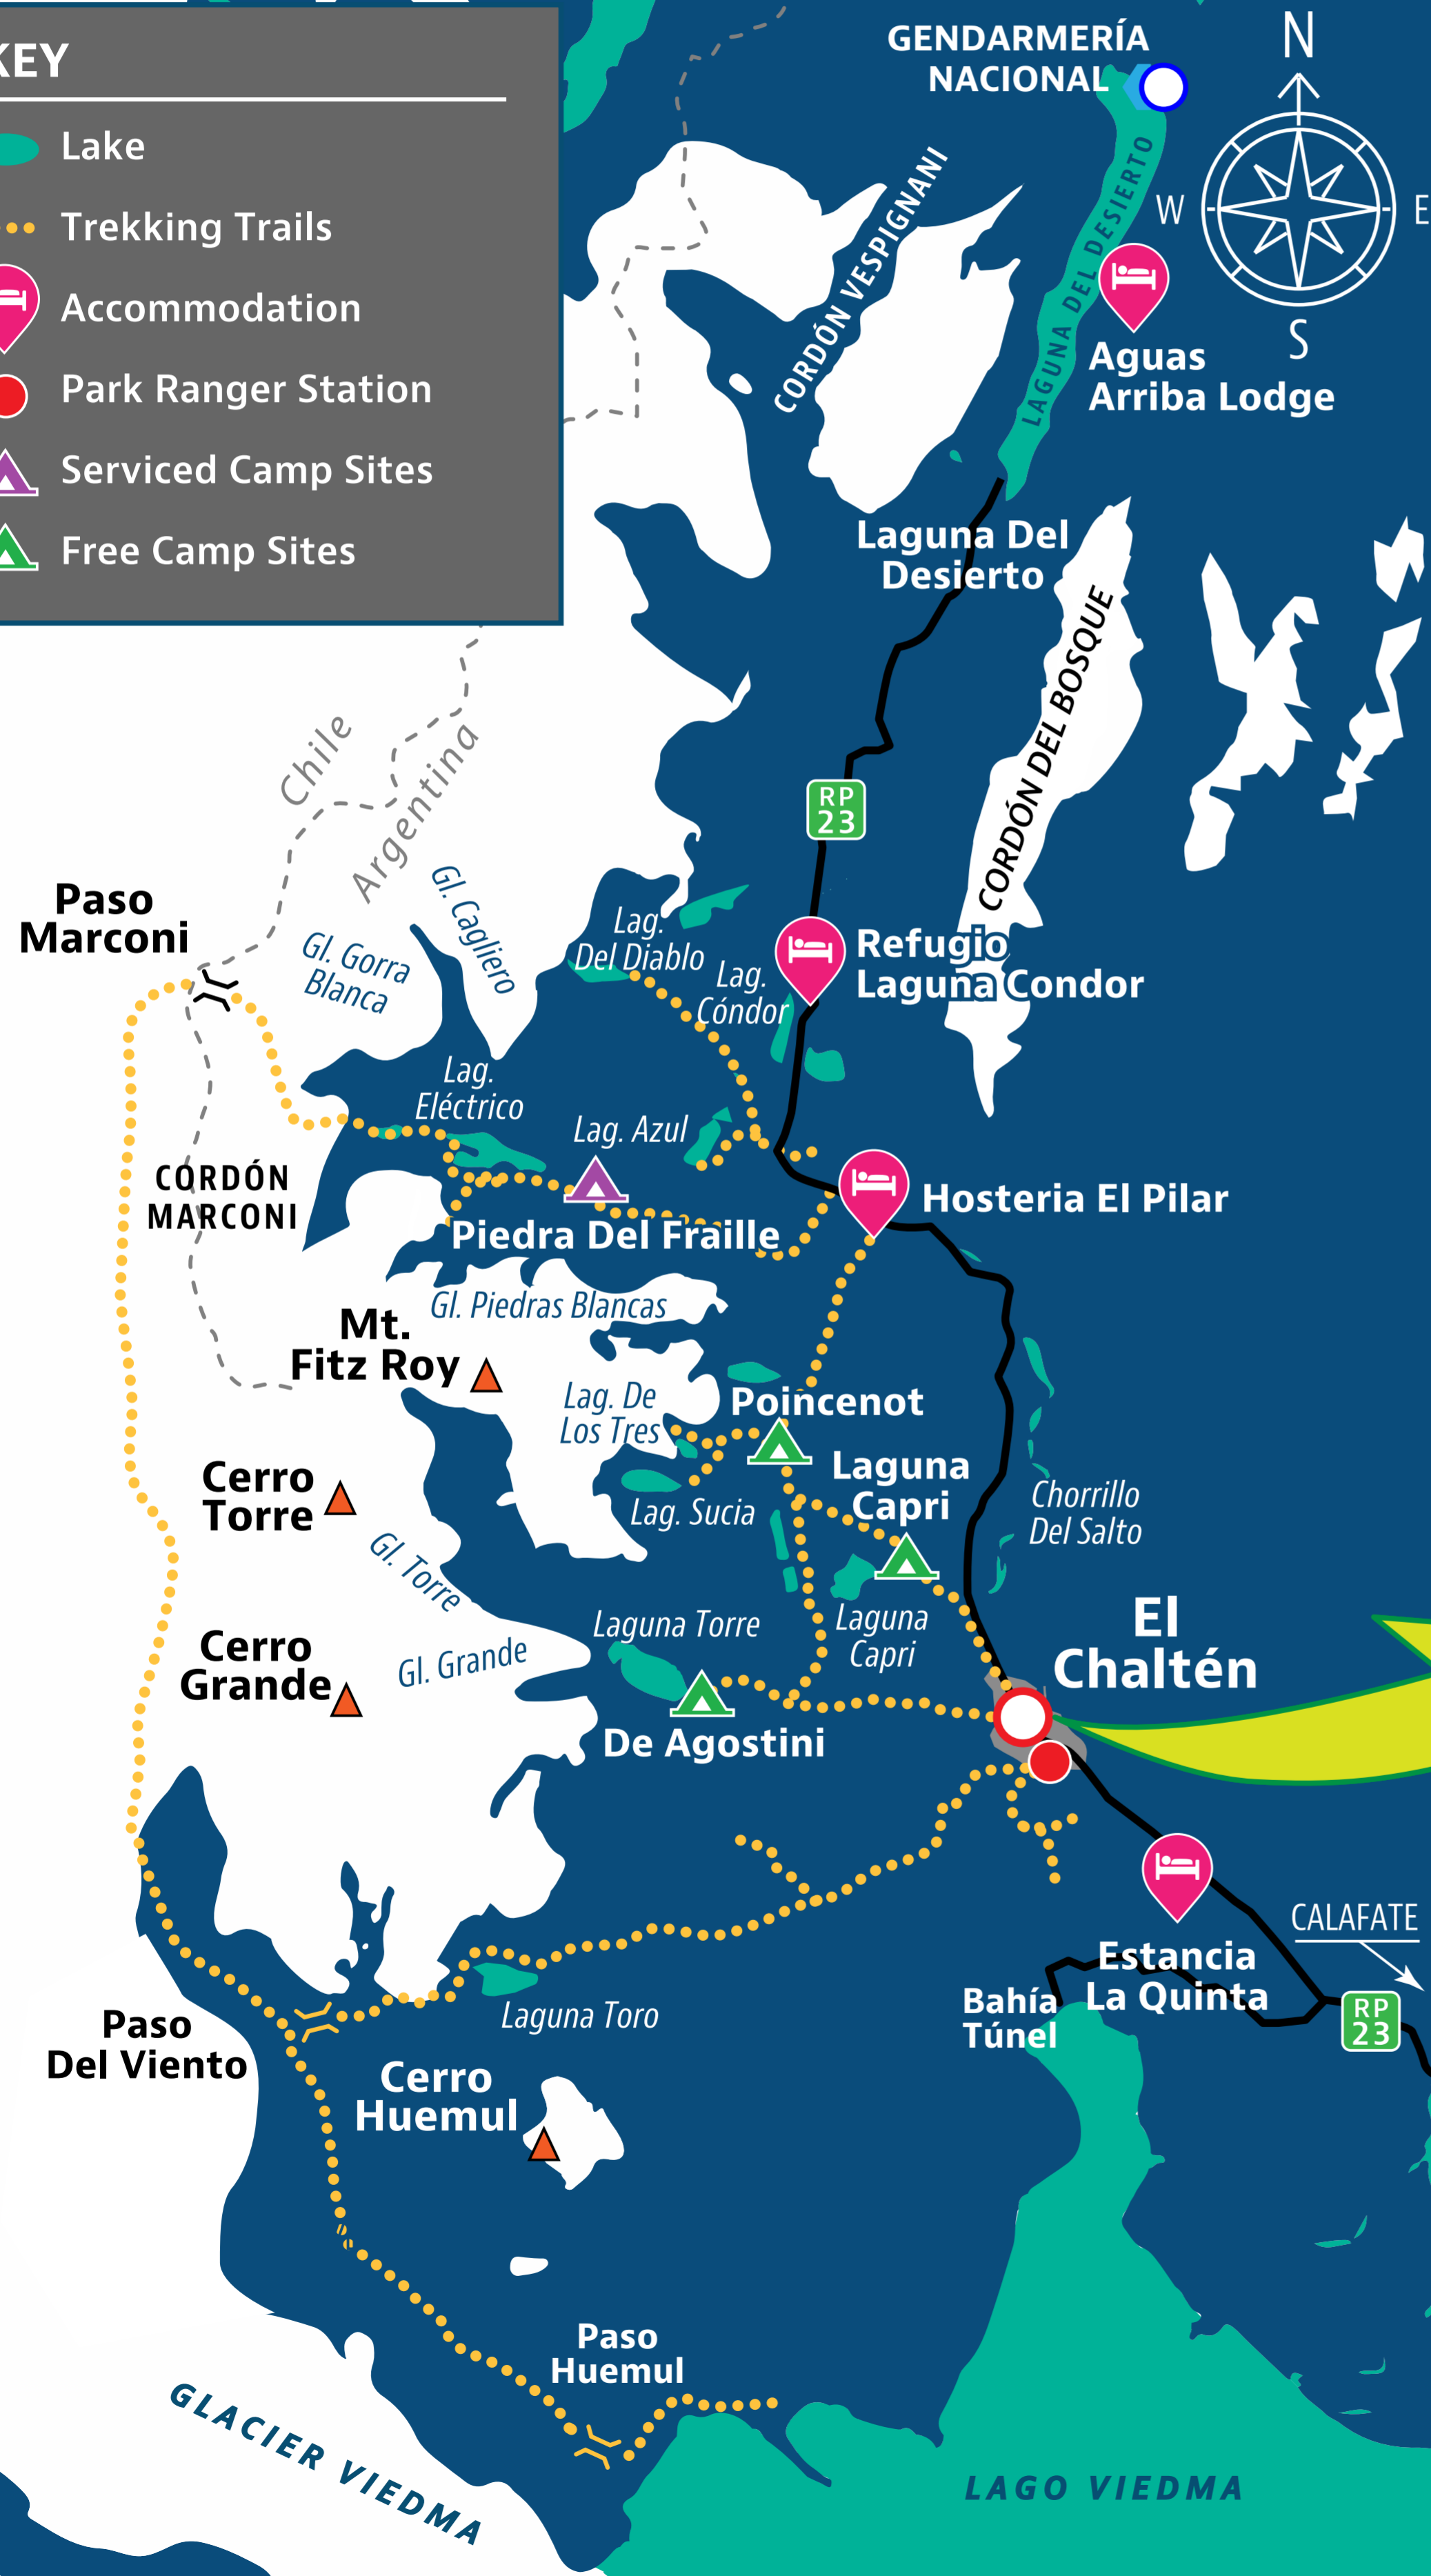 KEY
Lake
Trekking Trails
Accommodation
Park Ranger Station
Serviced Camp Sites
Free Camp Sites
GENDARMERÍA
NACIONAL
N
W
E
S
CORDÓN VESPIGNANI
LAGUNA DEL DESIERTO
Aguas
Arriba Lodge
Laguna Del
Desierto
CORDÓN DEL BOSQUE
Chile
Argentina
RP
23
Paso
Marconi
Gl. Gorra
Blanca
Gl. Cagliero
Lag.
Del Diablo
Lag.
Cóndor
Refugio
Laguna Condor
Lag.
Eléctrico
Lag. Azul
CORDÓN
MARCONI
Piedra Del Fraille
Hosteria El Pilar
Gl. Piedras Blancas
Mt.
Fitz Roy
Lag. De
Los Tres
Poincenot
Laguna
Capri
Cerro
Torre
Lag. Sucia
Chorrillo
Del Salto
Gl. Torre
Laguna Torre
Laguna
Capri
El
Chaltén
Cerro
Grande
Gl. Grande
De Agostini
CALAFATE
Estancia
La Quinta
Bahía
Túnel
RP
23
Laguna Toro
Paso
Del Viento
Cerro
Huemul
Paso
Huemul
GLACIER VIEDMA
LAGO VIEDMA